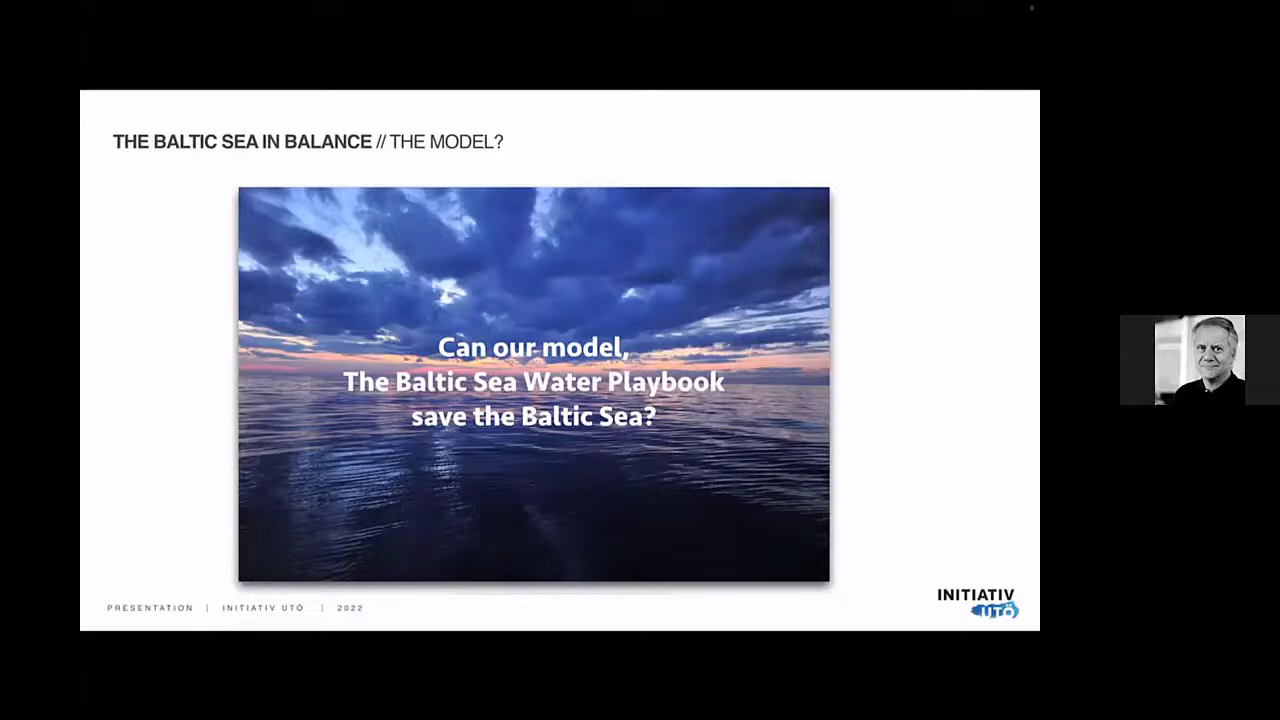 THE BALTIC SEA IN BALANCE // THE MODEL?
Can our model,
The Baltic Sea Water Playbook
save the Baltic Sea?
PRESENTATION | INITIATIV UTÖ | 2022
INITIATIV
UTÖ